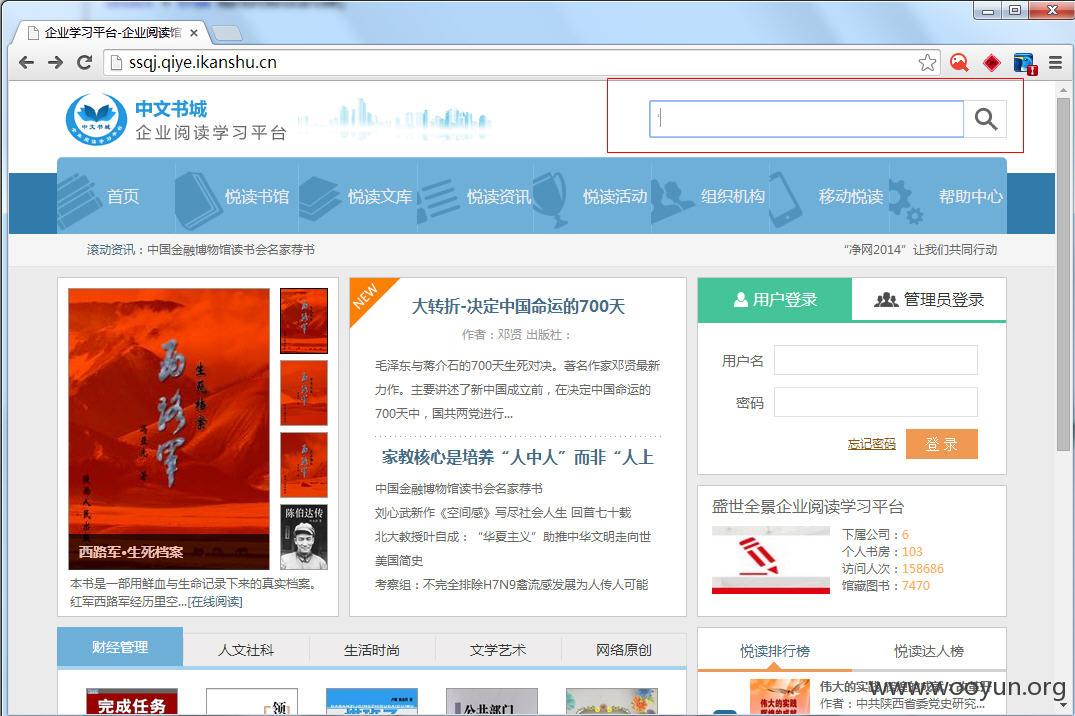 企业学习平台-企业阅读馆
ssqj.qiye.ikanshu.cn
中文书城
企业阅读学习平台
'
首页 悦读书馆 悦读文库 悦读资讯 悦读活动 组织机构 移动悦读 帮助中心
滚动资讯：中国金融博物馆读书会名家荐书
“净网2014”让我们共同行动
西路军
生死档案
西路军•生死档案
陈伯达传
本书是一部用鲜血与生命记录下来的真实档案。
红军西路军经历里空...[在线阅读]
NEW
大转折-决定中国命运的700天
作者：邓贤 出版社：
毛泽东与蒋介石的700天生死对决。著名作家邓贤最新
力作。主要讲述了新中国成立前，在决定中国命运的
700天中，国共两党进行...
家教核心是培养“人中人”而非“人上
中国金融博物馆读书会名家荐书
刘心武新作《空间感》写尽社会人生 回首七十载
北大教授叶自成：“华夏主义”助推中华文明走向世
美国简史
考察组：不完全排除H7N9禽流感发展为人传人可能
用户登录 管理员登录
用户名
密码
忘记密码 登 录
盛世全景企业阅读学习平台
下属公司：6
个人书房：103
访问人次：158686
馆藏图书：7470
财经管理 人文社科 生活时尚 文学艺术 网络原创
完成任务
公共部门
悦读排行榜 悦读达人榜
伟大的实践
作者：中共陕西省委党史研究...
www.wooyun.org